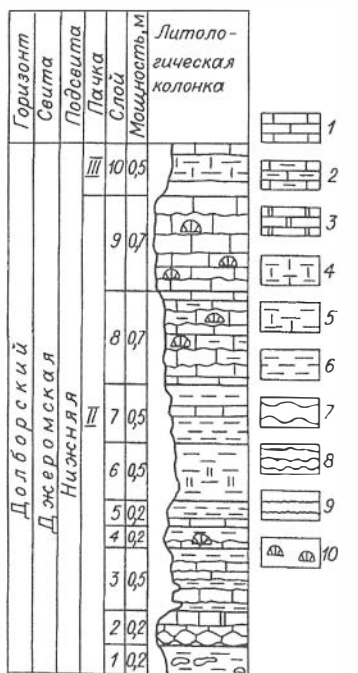 Горизонт
Свита
Подсвита
Пачка
Слой
Мощность, м
Литоло-
гическая
колонка
Долборский
Джеромская
Нижняя
III 10 0,5
9 0,7
8 0,7
II
7 0,5
6 0,5
5 0,2
4 0,2
3 0,5
2 0,2
1 0,2
1
2
3
4
5
6
7
8
9
10